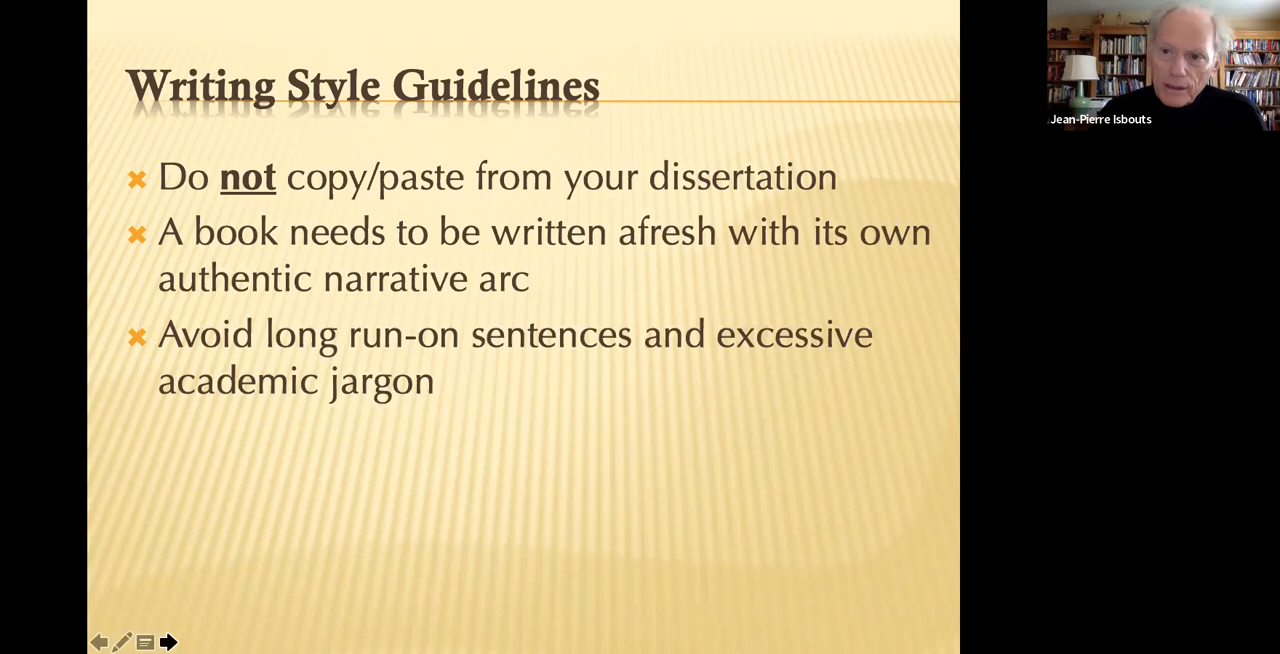 Writing Style Guidelines
Do not copy/paste from your dissertation
A book needs to be written afresh with its own
authentic narrative arc
Avoid long run-on sentences and excessive
academic jargon
Jean-Pierre Isbouts